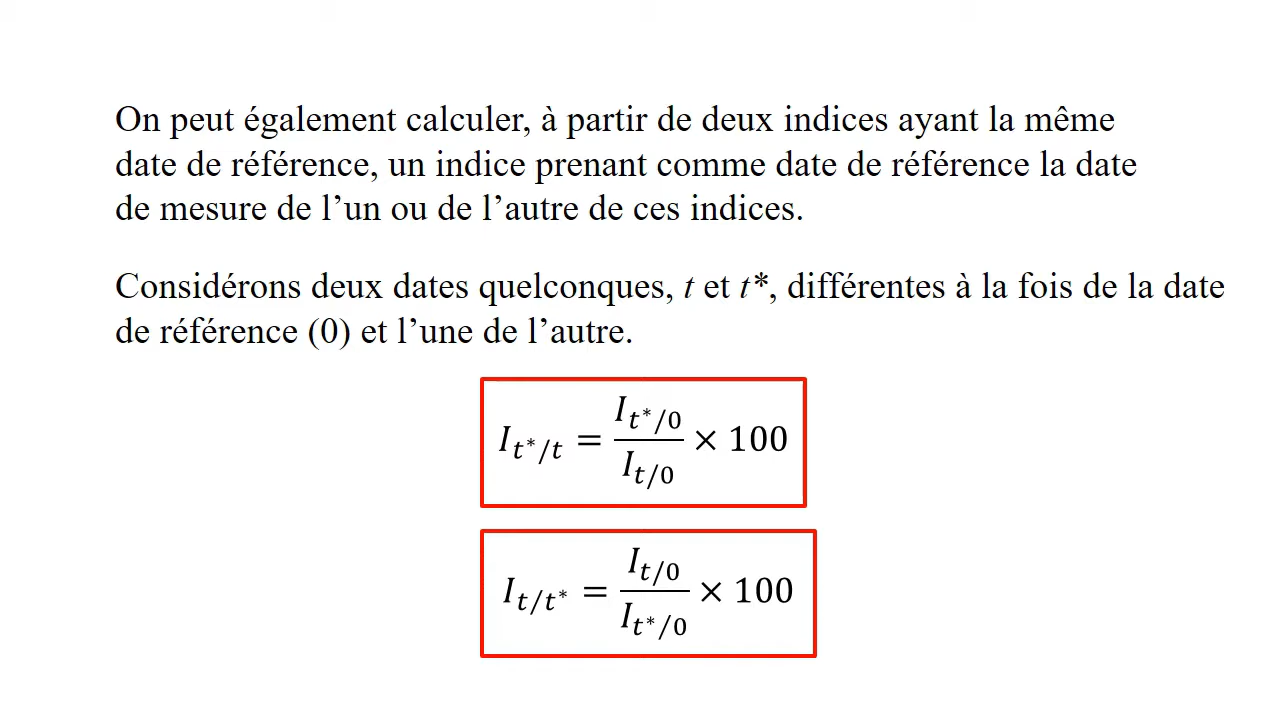 On peut également calculer, à partir de deux indices ayant la même
date de référence, un indice prenant comme date de référence la date
de mesure de l’un ou de l’autre de ces indices.
Considérons deux dates quelconques, t et t*, différentes à la fois de la date
de référence (0) et l’une de l’autre.
I_{t*/t} = \frac{I_{t*/0}}{I_{t/0}} × 100
I_{t/t*} = \frac{I_{t/0}}{I_{t*/0}} × 100